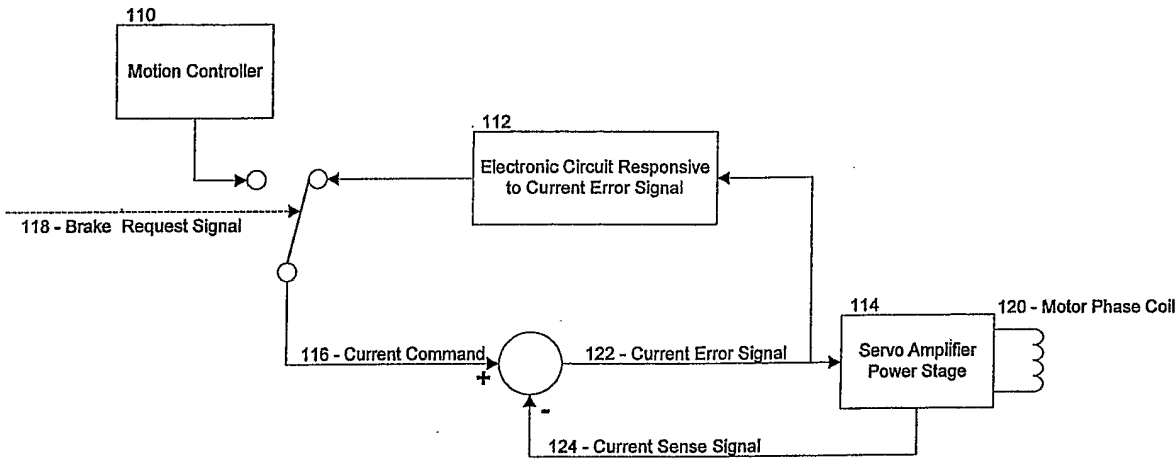 110
Motion Controller
112
Electronic Circuit Responsive
to Current Error Signal
118 - Brake Request Signal
114
120 - Motor Phase Coil
116 - Current Command
122 - Current Error Signal
Servo Amplifier
Power Stage
+
-
124 - Current Sense Signal